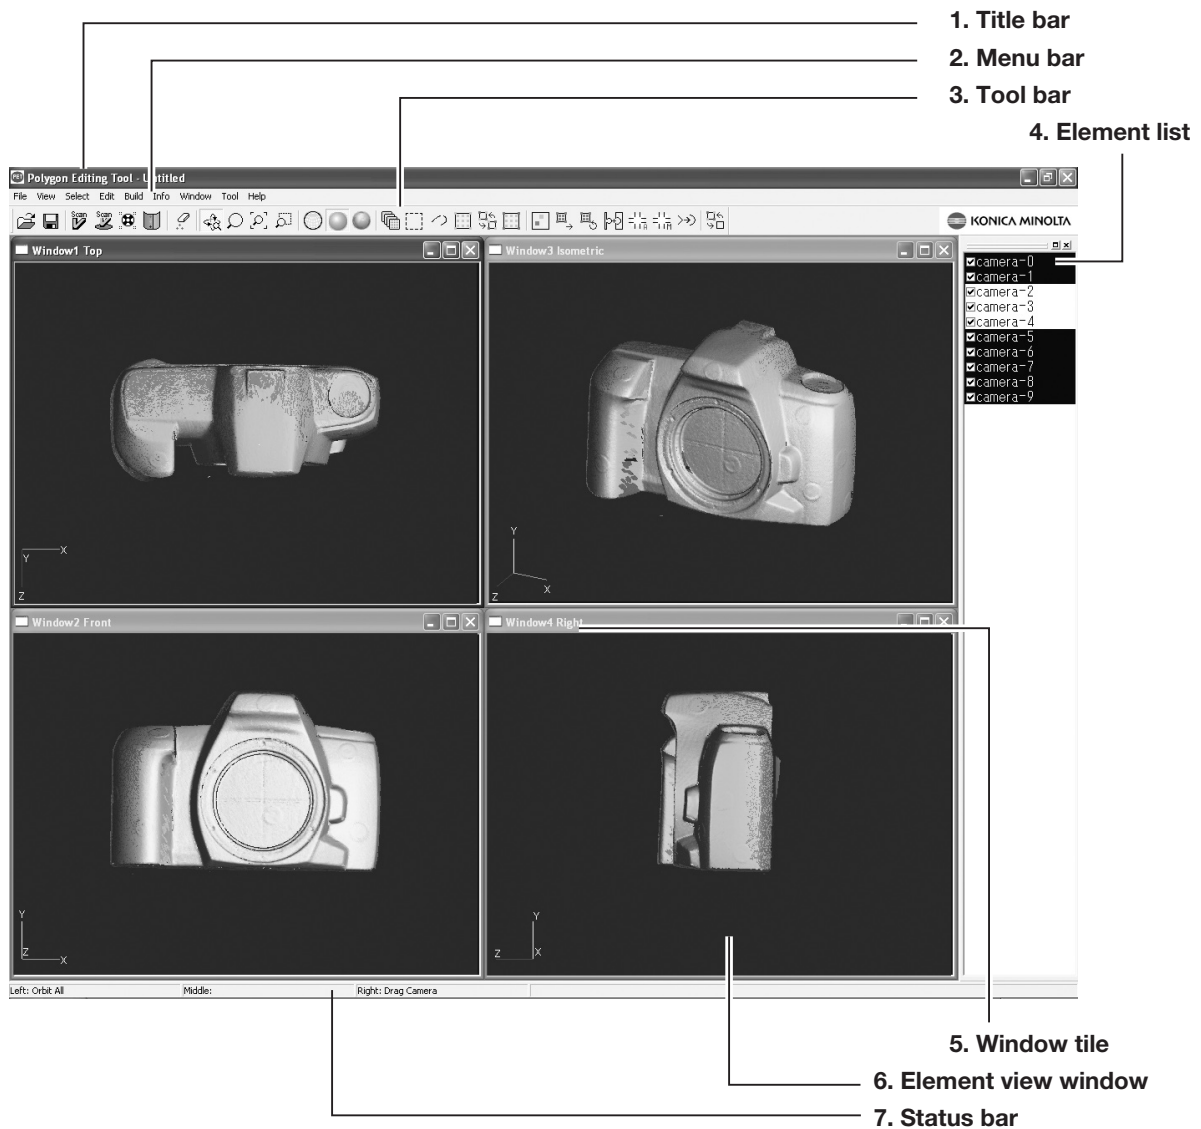 1. Title bar
2. Menu bar
3. Tool bar
4. Element list
Polygon Editing Tool - Untitled
File View Select Edit Build Info Window Tool Help
Scan Scan
KONICA MINOLTA
Window1 Top
Window3 Isometric
camera-0
camera-1
camera-2
camera-3
camera-4
camera-5
camera-6
camera-7
camera-8
camera-9
X
Y
Z
Y
X
Z
Window2 Front
Window4 Right
Y
Z
X
Y
Z
X
Left: Orbit All
Middle:
Right: Drag Camera
5. Window tile
6. Element view window
7. Status bar